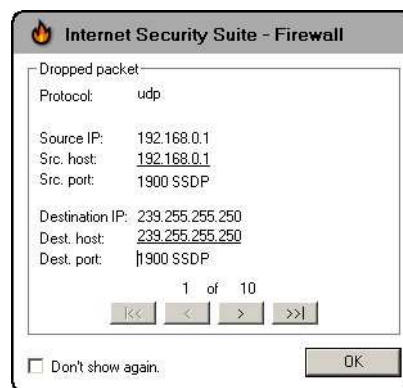 Internet Security Suite - Firewall
Dropped packet
Protocol: udp
Source IP: 192.168.0.1
Src. host: 192.168.0.1
Src. port: 1900 SSDP
Destination IP: 239.255.255.250
Dest. host: 239.255.255.250
Dest. port: 1900 SSDP
1 of 10
|<< < > >>|
Don't show again.
OK